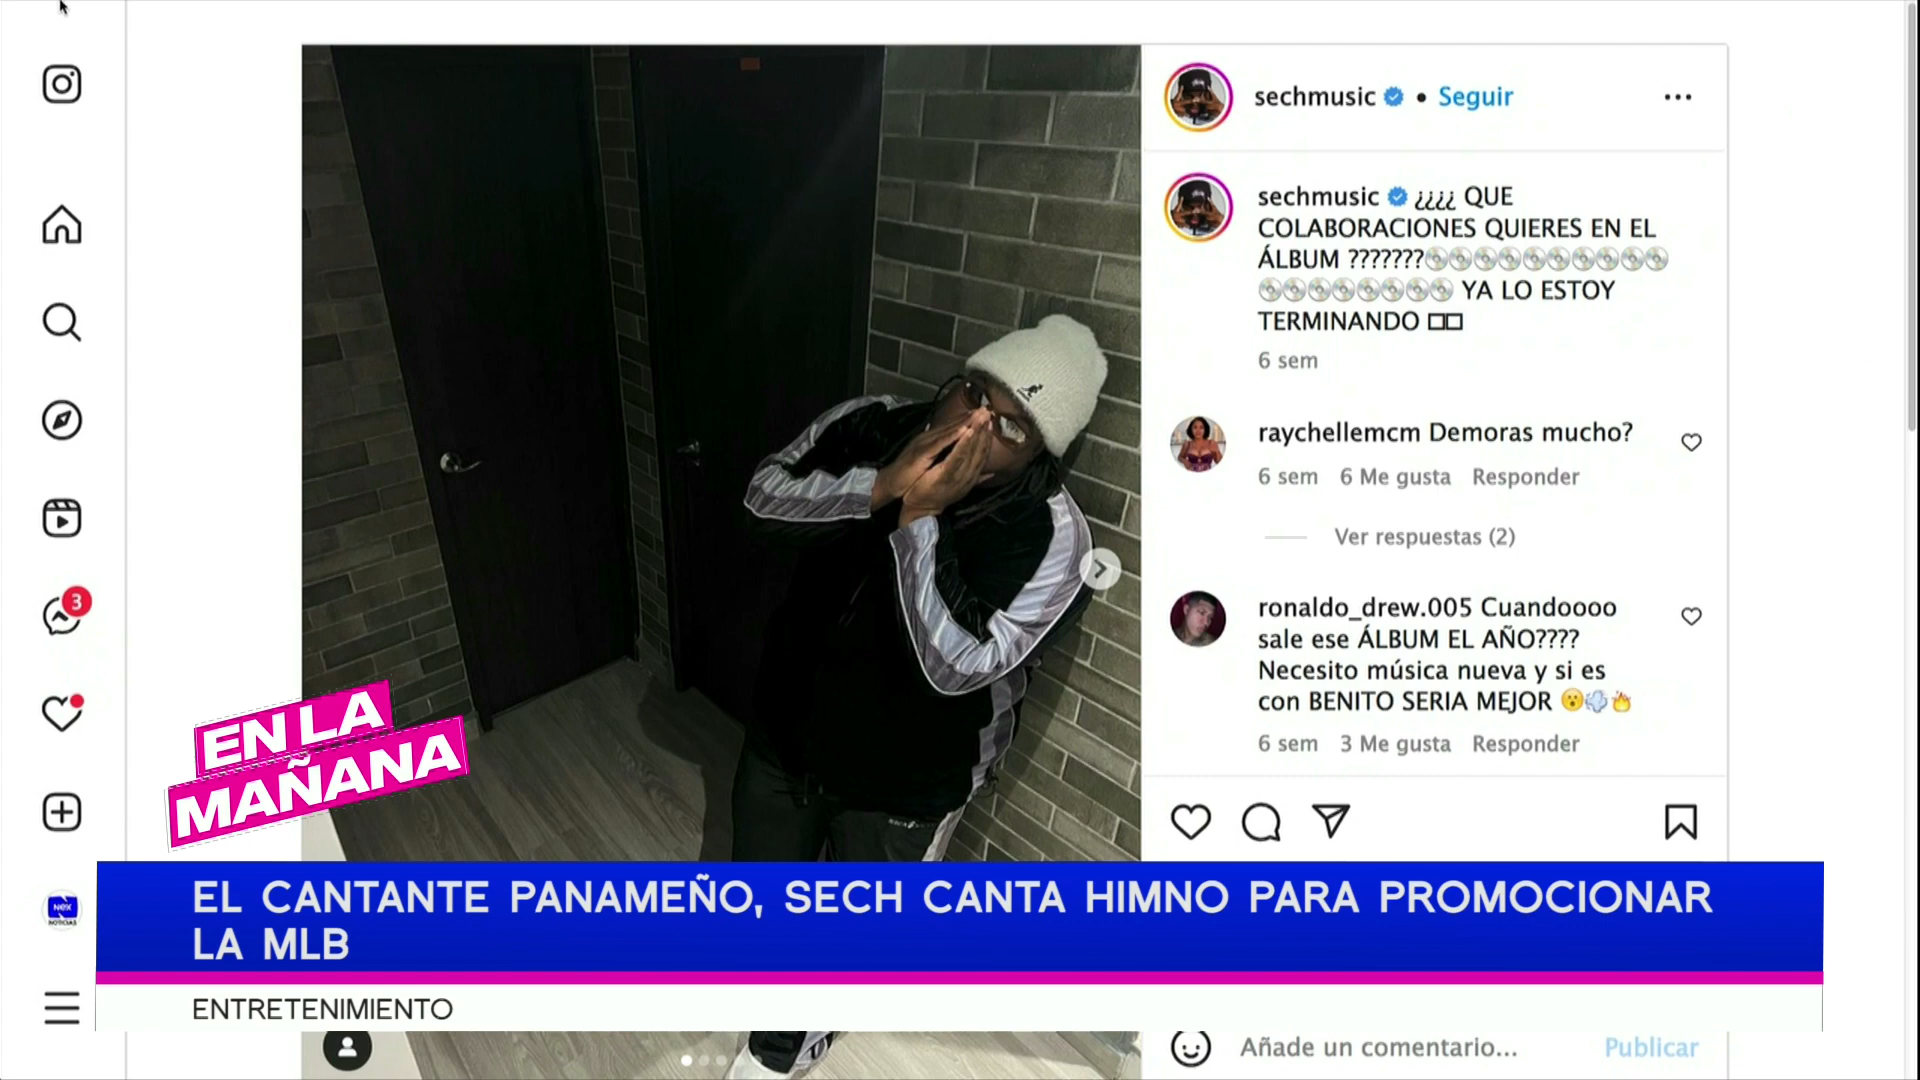 sechmusic • Seguir
sechmusic ¿¿¿¿ QUE
COLABORACIONES QUIERES EN EL
ÁLBUM ???????💿💿💿💿💿💿💿💿💿💿
💿💿💿💿💿💿💿💿 YA LO ESTOY
TERMINANDO □□
6 sem
raychellemcm Demoras mucho?
6 sem 6 Me gusta Responder
Ver respuestas (2)
ronaldo_drew.005 Cuandoooo
sale ese ÁLBUM EL AÑO????
Necesito música nueva y si es
con BENITO SERIA MEJOR 😮💨🔥
6 sem 3 Me gusta Responder
3
EN LA
MAÑANA
nex
NOTICIAS
EL CANTANTE PANAMEÑO, SECH CANTA HIMNO PARA PROMOCIONAR
LA MLB
ENTRETENIMIENTO
Añade un comentario... Publicar